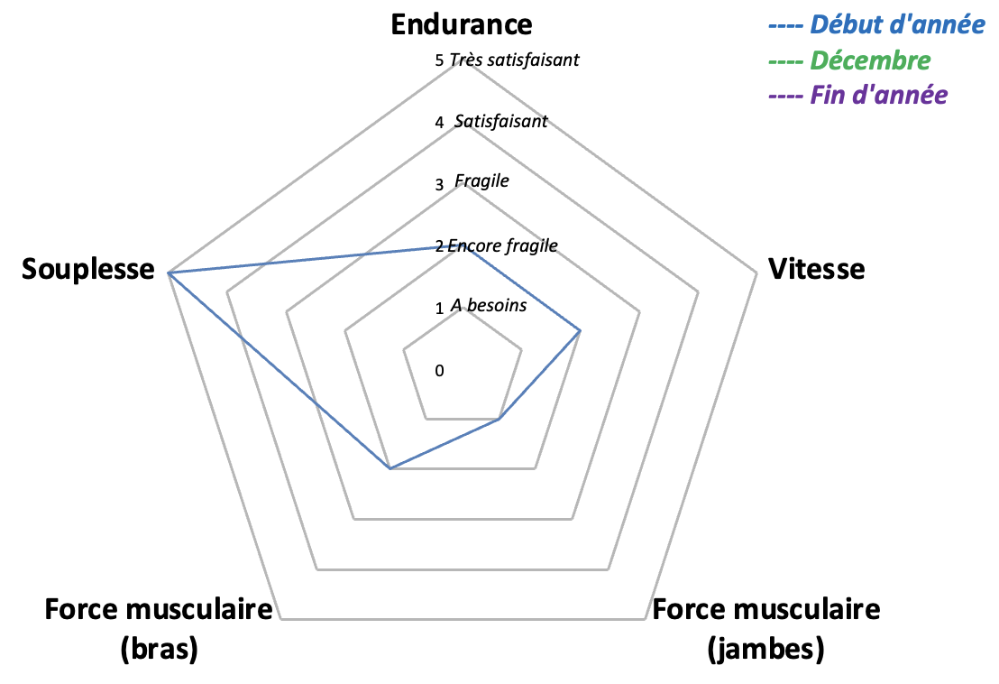 Endurance
---- Début d'année
---- Décembre
---- Fin d'année
5 Très satisfaisant
4 Satisfaisant
3 Fragile
2 Encore fragile
1 A besoins
0
Souplesse
Vitesse
Force musculaire
(bras)
Force musculaire
(jambes)